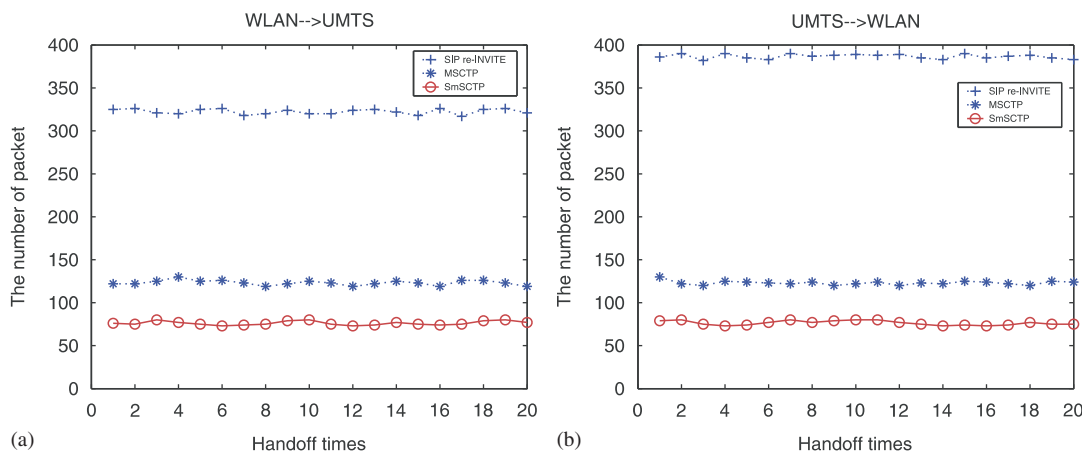 WLAN-->UMTS
400
350
300
250
200
150
100
50
0
The number of packet
SIP re-INVITE
MSCTP
SmSCTP
0 2 4 6 8 10 12 14 16 18 20
Handoff times
(a)
UMTS-->WLAN
400
350
300
250
200
150
100
50
0
The number of packet
SIP re-INVITE
MSCTP
SmSCTP
0 2 4 6 8 10 12 14 16 18 20
Handoff times
(b)